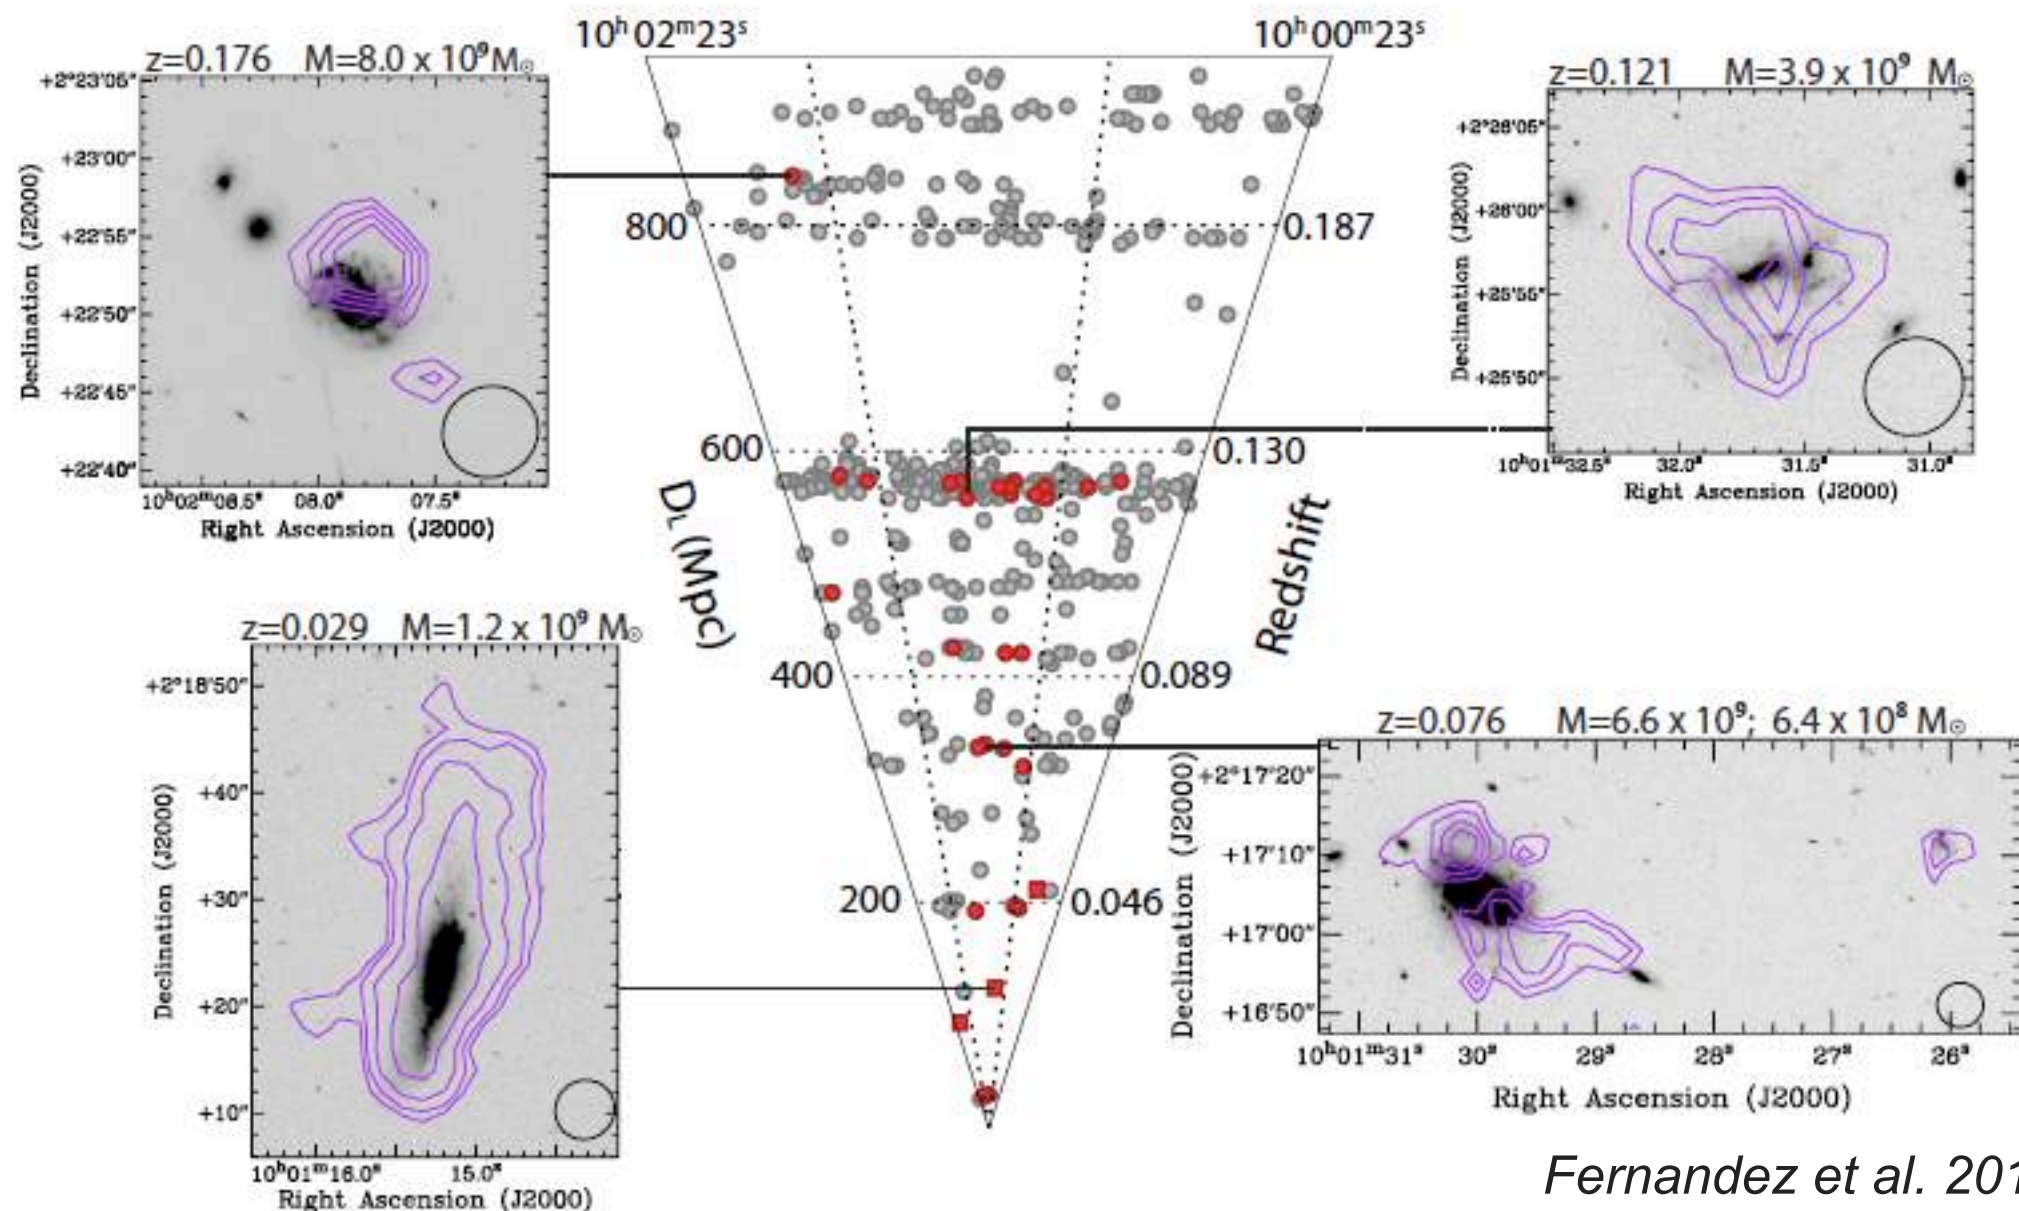 10ʰ02ᵐ23ˢ
10ʰ00ᵐ23ˢ
z=0.176 M=8.0 x 10⁹M☉
+2°23'05"
+23'00"
+22'55"
+22'50"
+22'45"
+22'40"
Declination (J2000)
10ʰ02ᵐ08.5ˢ 08.0ˢ 07.5ˢ
Right Ascension (J2000)
z=0.121 M=3.9 x 10⁹ M☉
+2°26'05"
+26'00"
+25'55"
+25'50"
Declination (J2000)
10ʰ01ᵐ32.5ˢ 32.0ˢ 31.5ˢ 31.0ˢ
Right Ascension (J2000)
800 0.187
600 0.130
D_L (Mpc)
Redshift
400 0.089
200 0.046
z=0.029 M=1.2 x 10⁹ M☉
+2°18'50"
+40"
+30"
+20"
+10"
Declination (J2000)
10ʰ01ᵐ16.0ˢ 15.0ˢ
Right Ascension (J2000)
z=0.076 M=6.6 x 10⁹; 6.4 x 10⁸ M☉
+2°17'20"
+17'10"
+17'00"
+16'50"
Declination (J2000)
10ʰ01ᵐ31ˢ 30ˢ 29ˢ 28ˢ 27ˢ 26ˢ
Right Ascension (J2000)
Fernandez et al. 201